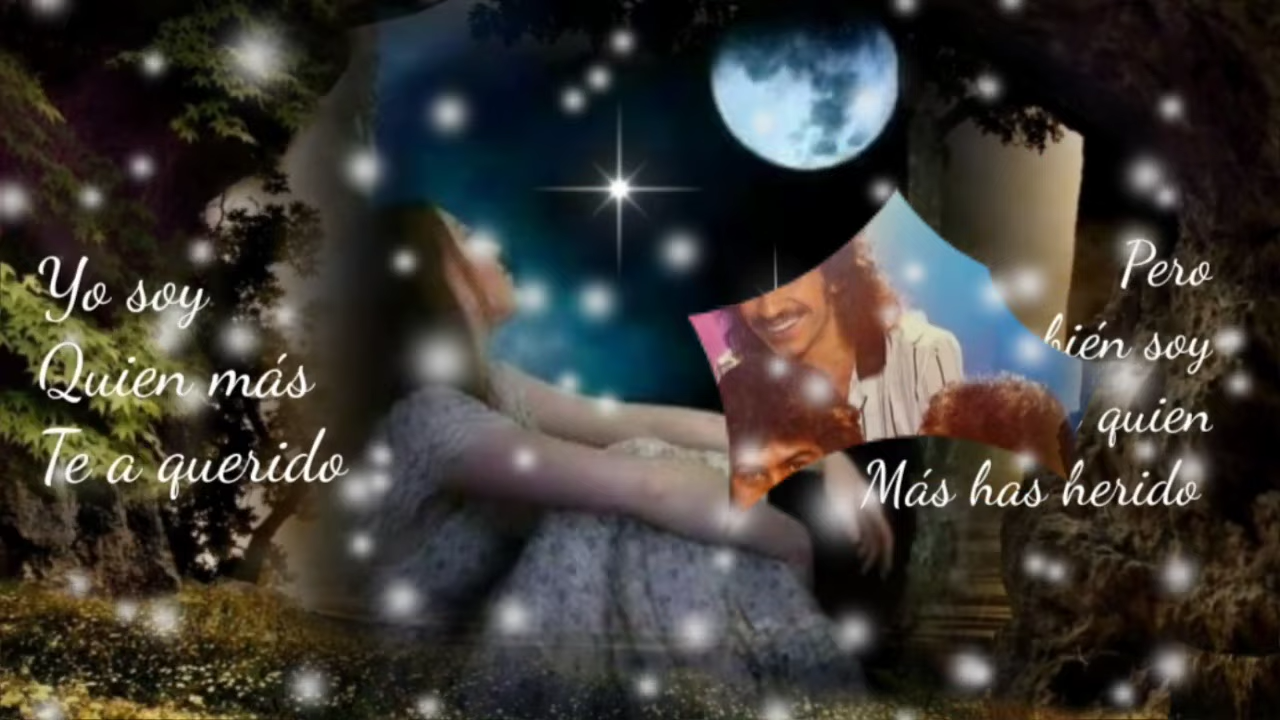 Yo soy
Quien más
Te a querido
Pero
bién soy
quien
Más has herido